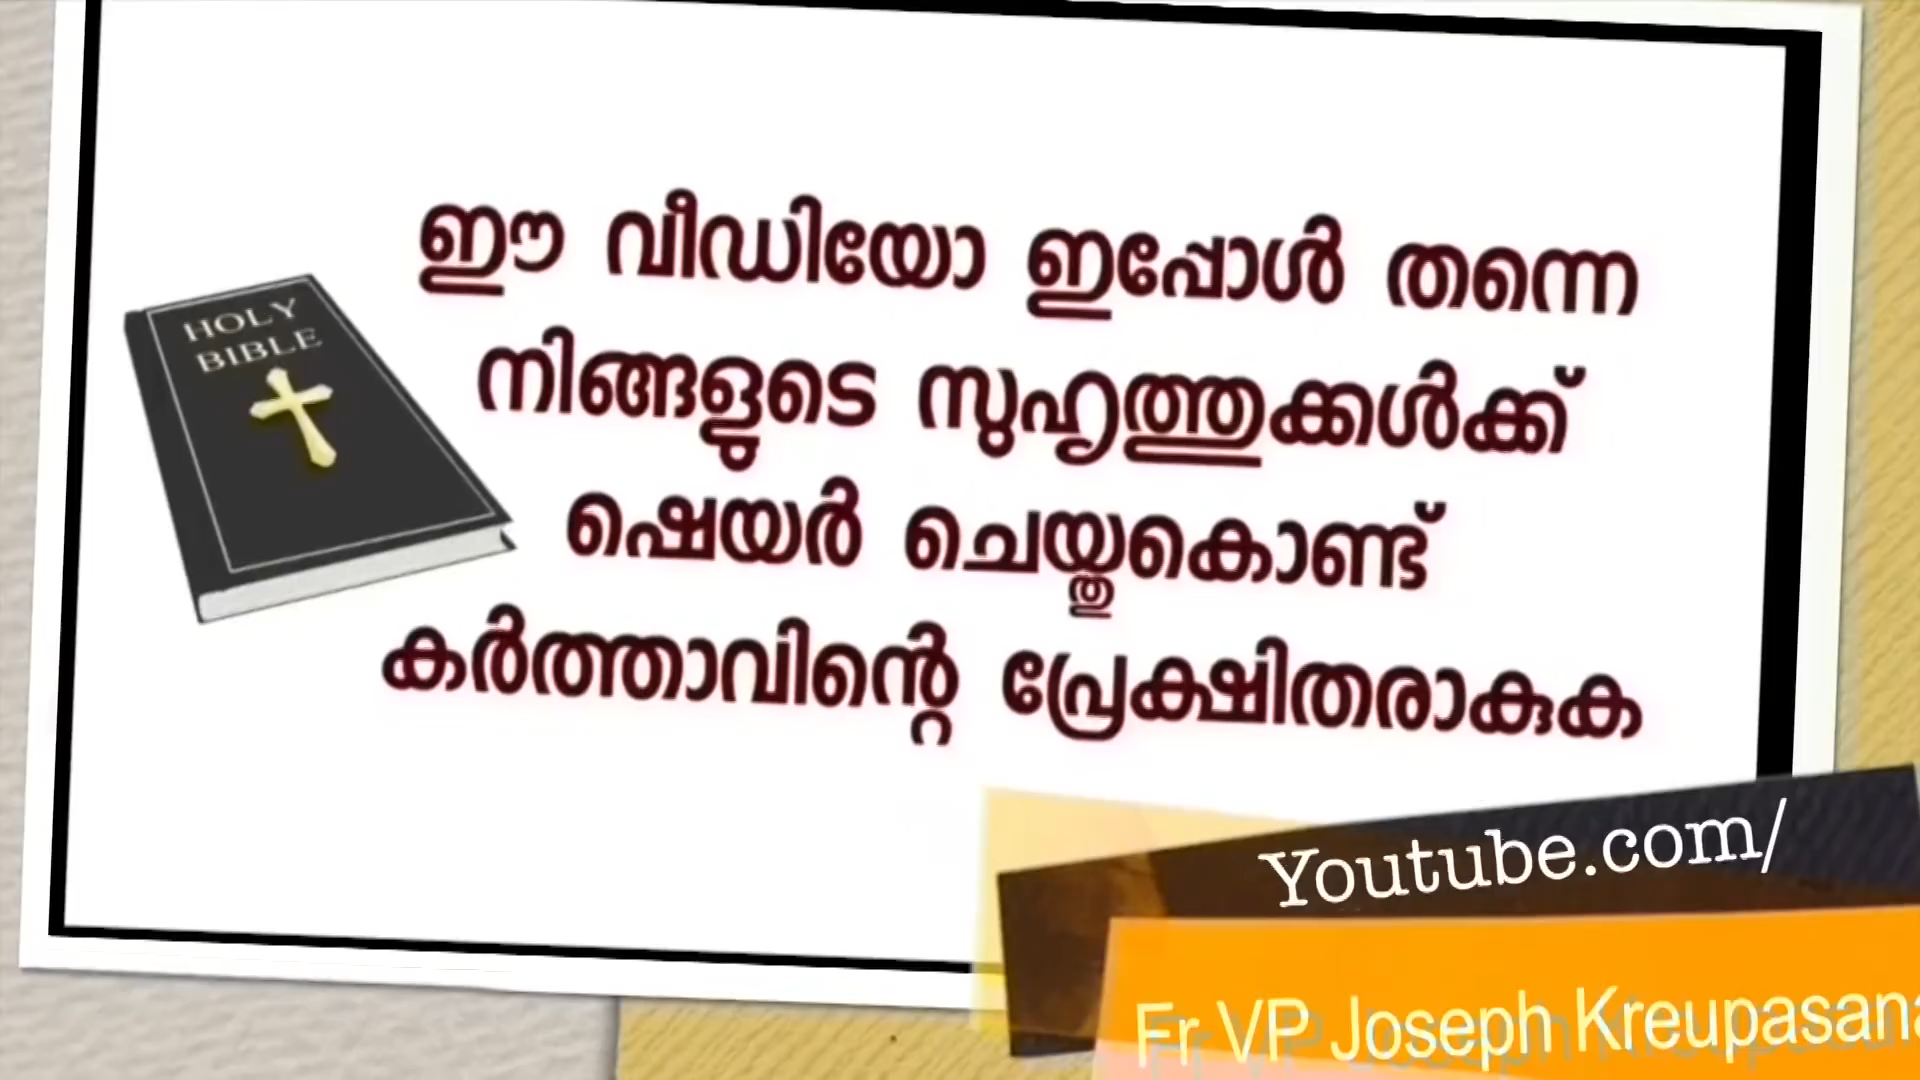 HOLY
BIBLE
ഈ വീഡിയോ ഇപ്പോൾ തന്നെ
നിങ്ങളുടെ സുഹൃത്തുക്കൾക്ക്
ഷെയർ ചെയ്തുകൊണ്ട്
കർത്താവിന്റെ പ്രേക്ഷിതരാകുക
Youtube.com/
Fr VP Joseph Kreupasana